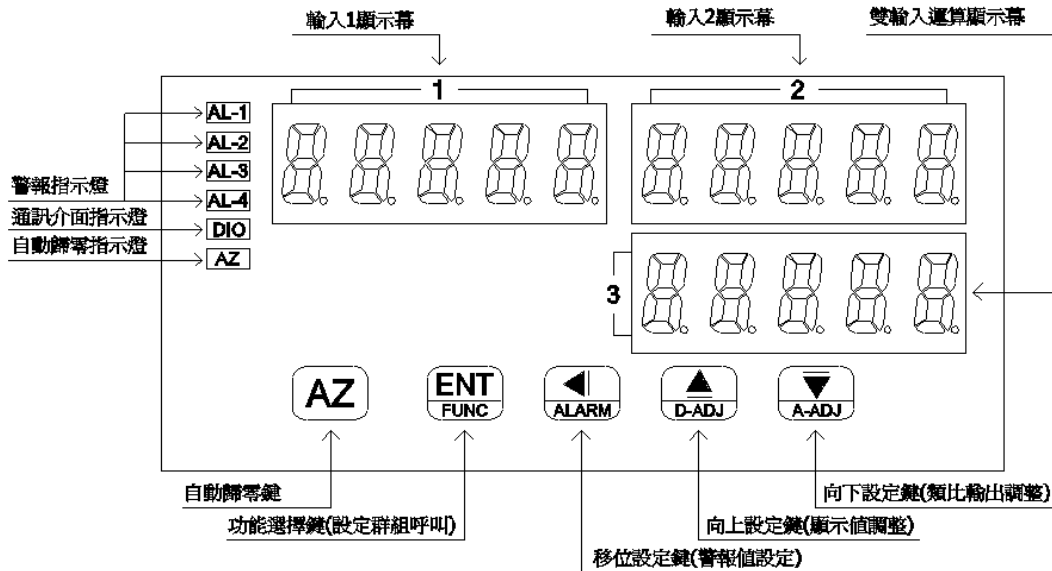 輸入1顯示幕
輸入2顯示幕
雙輸入運算顯示幕
1
2
AL-1
AL-2
AL-3
警報指示燈
AL-4
通訊介面指示燈
DIO
自動歸零指示燈
AZ
3
AZ
ENT
FUNC
ALARM
D-ADJ
A-ADJ
自動歸零鍵
向下設定鍵(類比輸出調整)
功能選擇鍵(設定群組呼叫)
向上設定鍵(顯示值調整)
移位設定鍵(警報值設定)